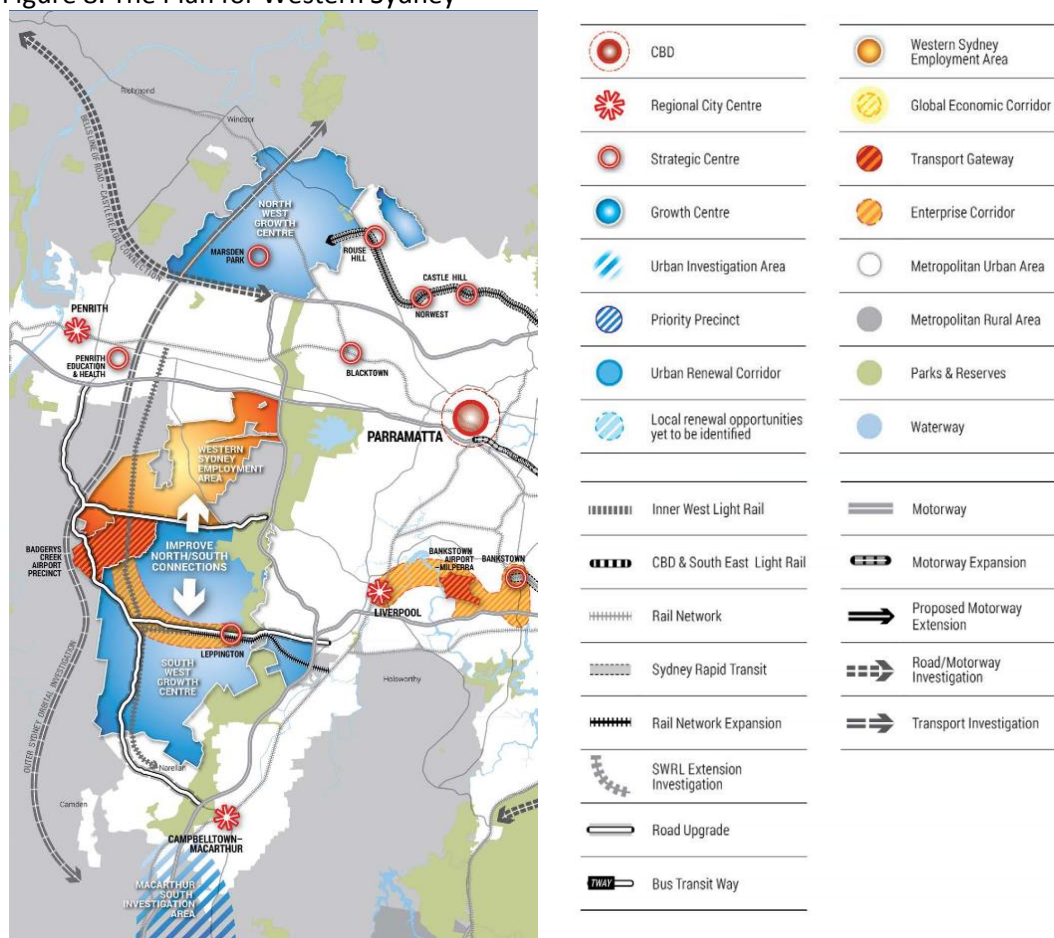 Figure 8: The Plan for Western Sydney
Richmond
Windsor
BELLS LINE OF ROAD – CASTLEREAGH CONNECTION
NORTH
WEST
GROWTH
CENTRE
MARSDEN
PARK
ROUSE
HILL
CASTLE HILL
NORWEST
PENRITH
PENRITH
EDUCATION
& HEALTH
BLACKTOWN
PARRAMATTA
WESTERN
SYDNEY
EMPLOYMENT
AREA
BADGERYS
CREEK
AIRPORT
PRECINCT
IMPROVE
NORTH/SOUTH
CONNECTIONS
BANKSTOWN
AIRPORT
–MILPERRA
BANKSTOWN
LIVERPOOL
LEPPINGTON
SOUTH
WEST
GROWTH
CENTRE
Holsworthy
OUTER SYDNEY ORBITAL INVESTIGATION
Narellan
Camden
CAMPBELLTOWN–
MACARTHUR
MACARTHUR
SOUTH
INVESTIGATION
AREA
CBD
Regional City Centre
Strategic Centre
Growth Centre
Urban Investigation Area
Priority Precinct
Urban Renewal Corridor
Local renewal opportunities
yet to be identified
Western Sydney
Employment Area
Global Economic Corridor
Transport Gateway
Enterprise Corridor
Metropolitan Urban Area
Metropolitan Rural Area
Parks & Reserves
Waterway
Inner West Light Rail
CBD & South East Light Rail
Rail Network
Sydney Rapid Transit
Rail Network Expansion
SWRL Extension
Investigation
Road Upgrade
TWAY
Bus Transit Way
Motorway
Motorway Expansion
Proposed Motorway
Extension
Road/Motorway
Investigation
Transport Investigation